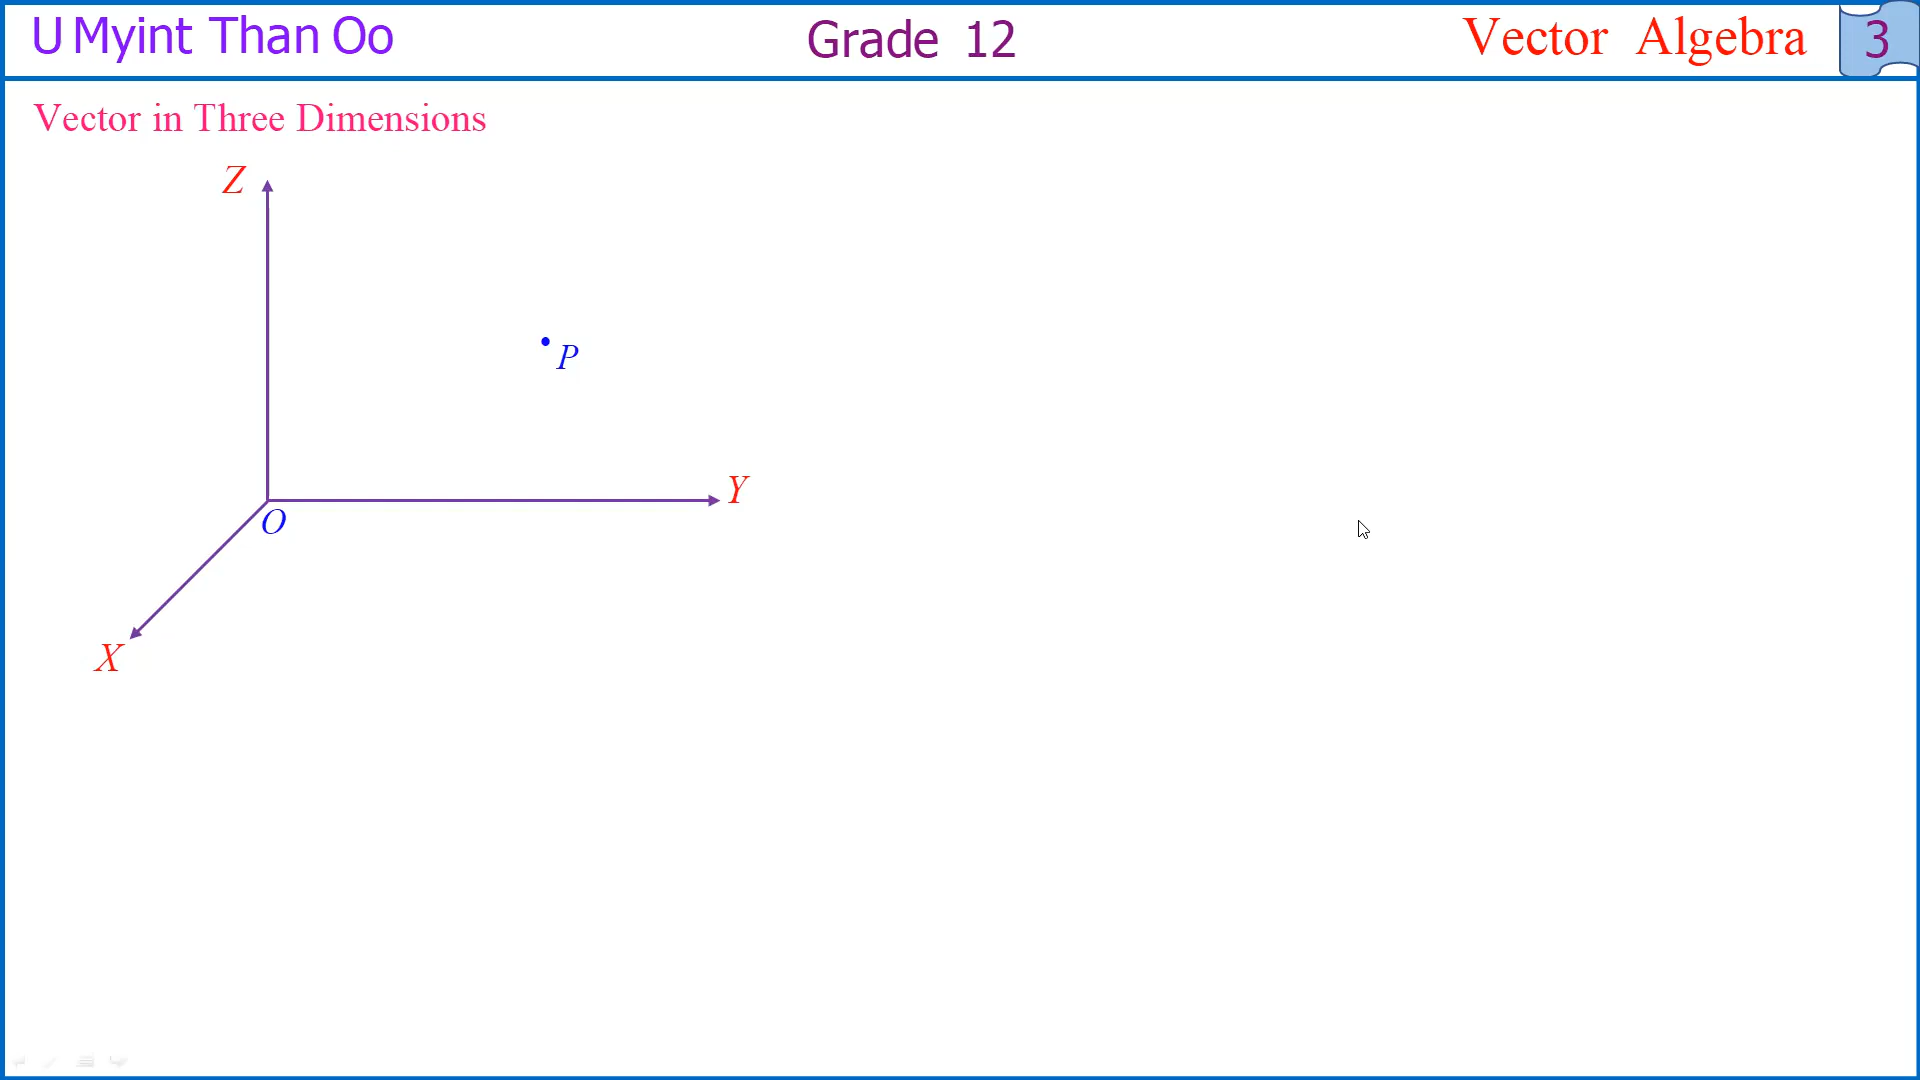 U Myint Than Oo
Grade 12
Vector Algebra
3
Vector in Three Dimensions
Z
P
Y
O
X